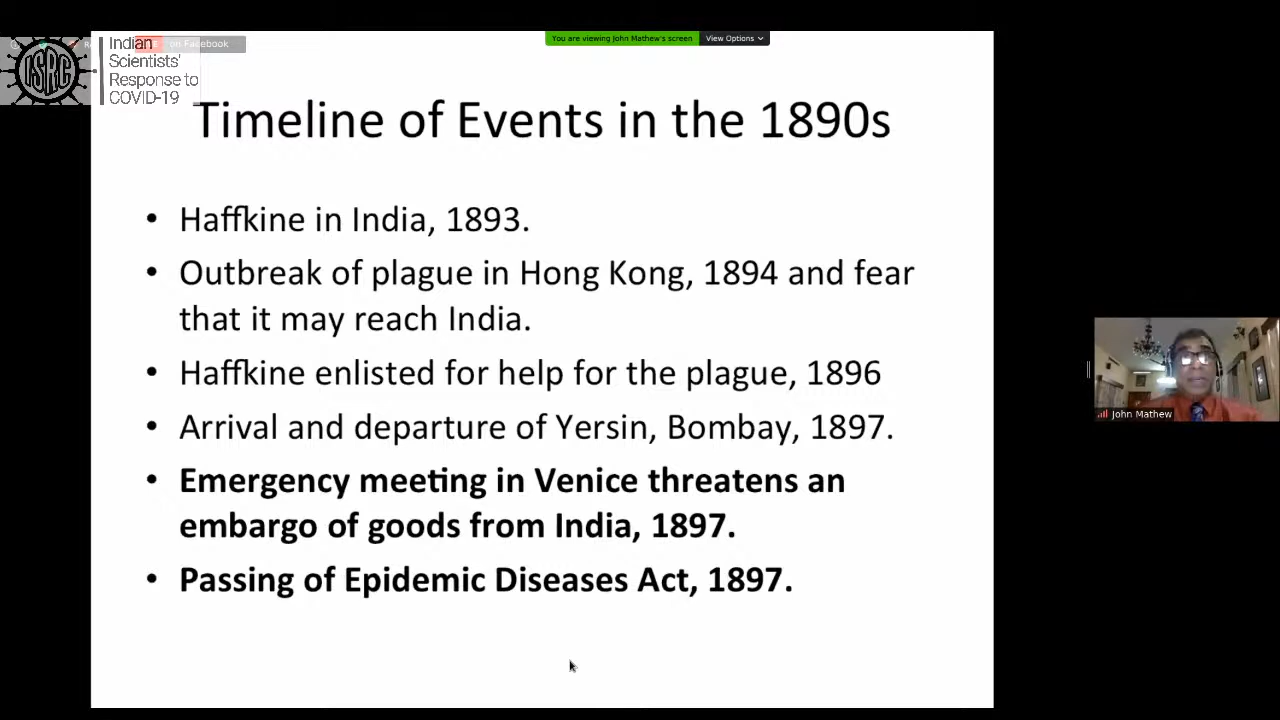 Indian
Scientists'
Response to
COVID-19
ISRC
on Facebook
You are viewing John Mathew's screen
View Options
Timeline of Events in the 1890s
• Haffkine in India, 1893.
• Outbreak of plague in Hong Kong, 1894 and fear
that it may reach India.
• Haffkine enlisted for help for the plague, 1896
• Arrival and departure of Yersin, Bombay, 1897.
• Emergency meeting in Venice threatens an
embargo of goods from India, 1897.
• Passing of Epidemic Diseases Act, 1897.
John Mathew